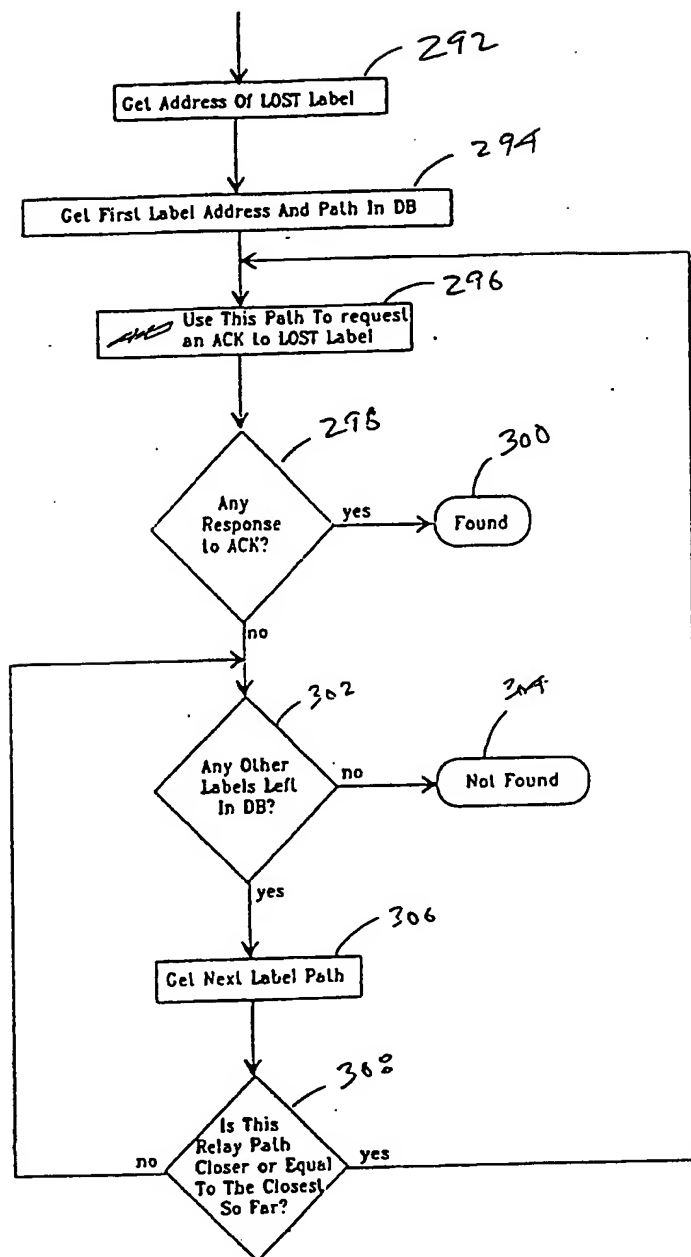 292
Get Address Of LOST Label
294
Get First Label Address And Path In DB
296
Use This Path To request
an ACK to LOST Label
298
300
Any
Response
to ACK?
yes
Found
no
302
304
Any Other
Labels Left
In DB?
no
Not Found
yes
306
Get Next Label Path
308
Is This
Relay Path
Closer or Equal
To The Closest
So Far?
no
yes